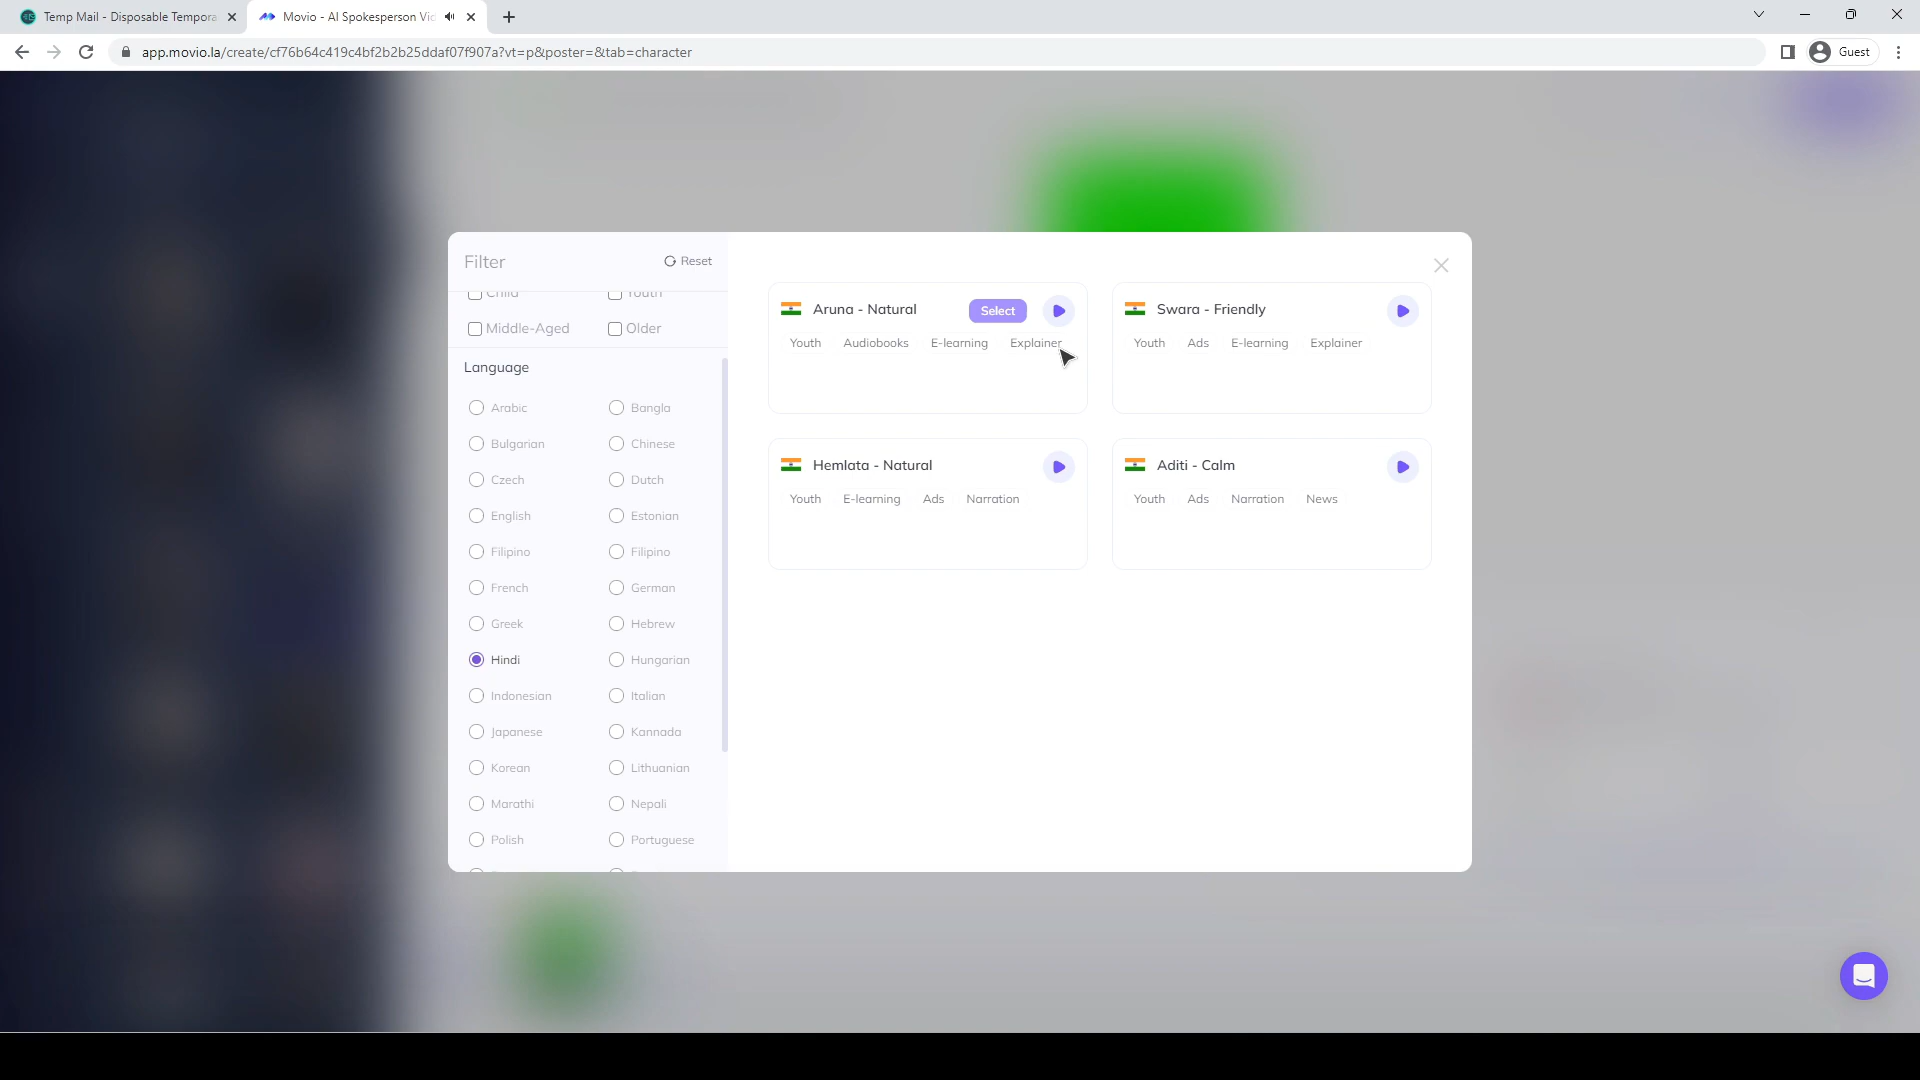 Temp Mail - Disposable Tempora
Movio - AI Spokesperson Vid
app.movio.la/create/cf76b64c419c4bf2b2b25ddaf07f907a?vt=p&poster=&tab=character
Guest
Filter
Reset
Child Youth
Middle-Aged Older
Language
Arabic Bangla
Bulgarian Chinese
Czech Dutch
English Estonian
Filipino Filipino
French German
Greek Hebrew
Hindi Hungarian
Indonesian Italian
Japanese Kannada
Korean Lithuanian
Marathi Nepali
Polish Portuguese
Aruna - Natural Select
Youth Audiobooks E-learning Explainer
Swara - Friendly
Youth Ads E-learning Explainer
Hemlata - Natural
Youth E-learning Ads Narration
Aditi - Calm
Youth Ads Narration News